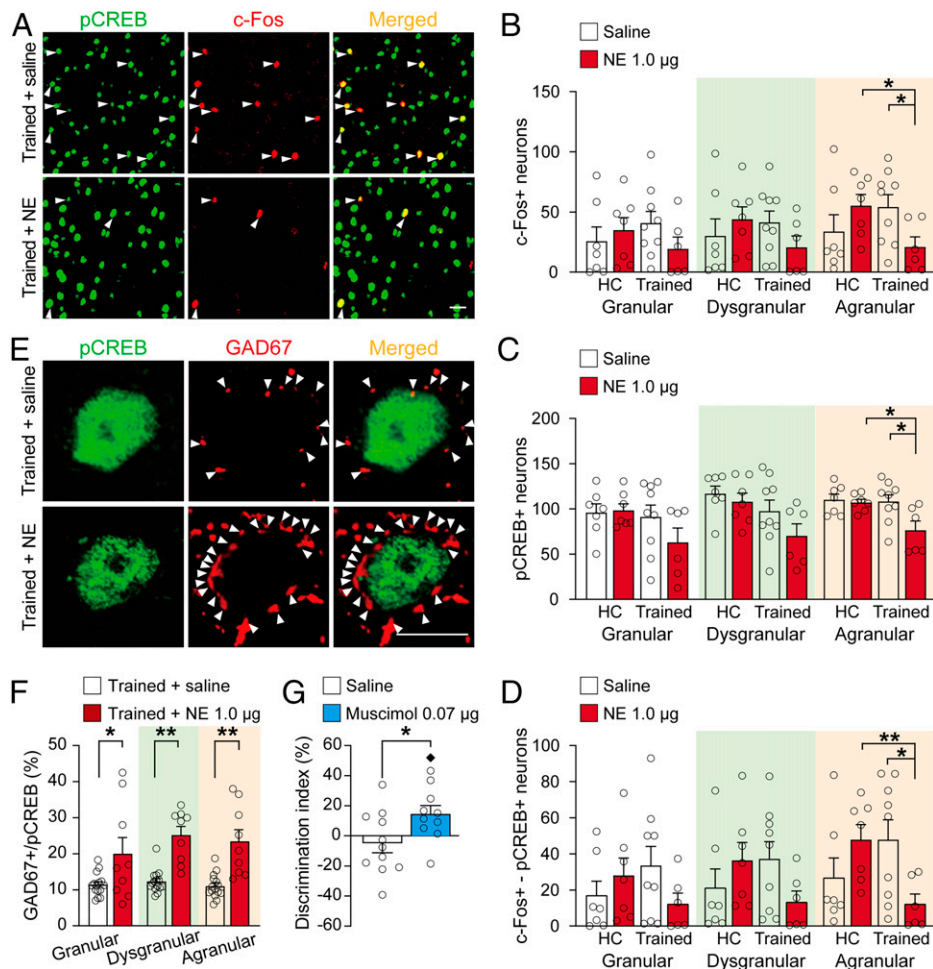 A
pCREB c-Fos Merged
Trained + saline
Trained + NE
B
Saline
NE 1.0 µg
c-Fos+ neurons
150
100
50
0
HC Trained HC Trained HC Trained
Granular Dysgranular Agranular
* *
E
pCREB GAD67 Merged
Trained + saline
Trained + NE
C
Saline
NE 1.0 µg
pCREB+ neurons
200
150
100
50
0
HC Trained HC Trained HC Trained
Granular Dysgranular Agranular
* *
F
Trained + saline
Trained + NE 1.0 µg
GAD67+/pCREB (%)
50
40
30
20
10
0
* ** **
Granular Dysgranular Agranular
G
Saline
Muscimol 0.07 µg
Discrimination index (%)
60
40
20
0
-20
-40
-60
*
D
Saline
NE 1.0 µg
c-Fos+ - pCREB+ neurons
100
80
60
40
20
0
HC Trained HC Trained HC Trained
Granular Dysgranular Agranular
** *